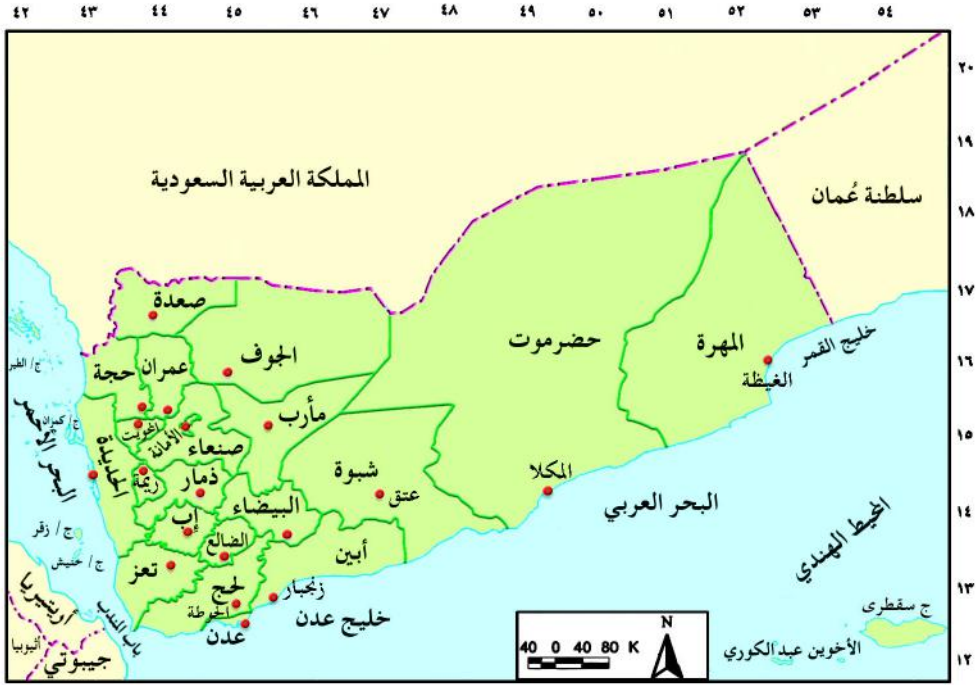 ٤٢ ٤٣ ٤٤ ٤٥ ٤٦ ٤٧ ٤٨ ٤٩ ٥٠ ٥١ ٥٢ ٥٣ ٥٤
٢٠
١٩
١٨
١٧
١٦
١٥
١٤
١٣
١٢
المملكة العربية السعودية
سلطنة عُمان
صعدة
الجوف
حضرموت
المهرة
خليج القمر
الغيظة
حجة
عمران
مأرب
المحويت
الأمانة
صنعاء
الحديدة
ريمة
ذمار
شبوة
عتق
المكلا
البحر العربي
المحيط الهندي
البيضاء
إب
الضالع
أبين
تعز
لحج
الحوطة
زنجبار
عدن
خليج عدن
ج/ الطير
ج/ كمران
البحر الأحمر
ج / زقر
ج / حنيش
باب المندب
أريتيريا
أثيوبيا
جيبوتي
ج سقطرى
الأخوين عبد الكوري
N
40 0 40 80 K